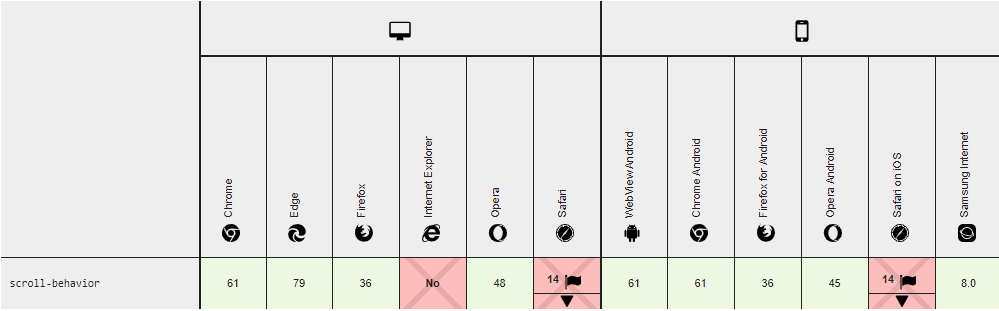 Chrome
Edge
Firefox
Internet Explorer
Opera
Safari
WebView Android
Chrome Android
Firefox for Android
Opera Android
Safari on iOS
Samsung Internet
scroll-behavior 61 79 36 No 48 14 61 61 36 45 14 8.0